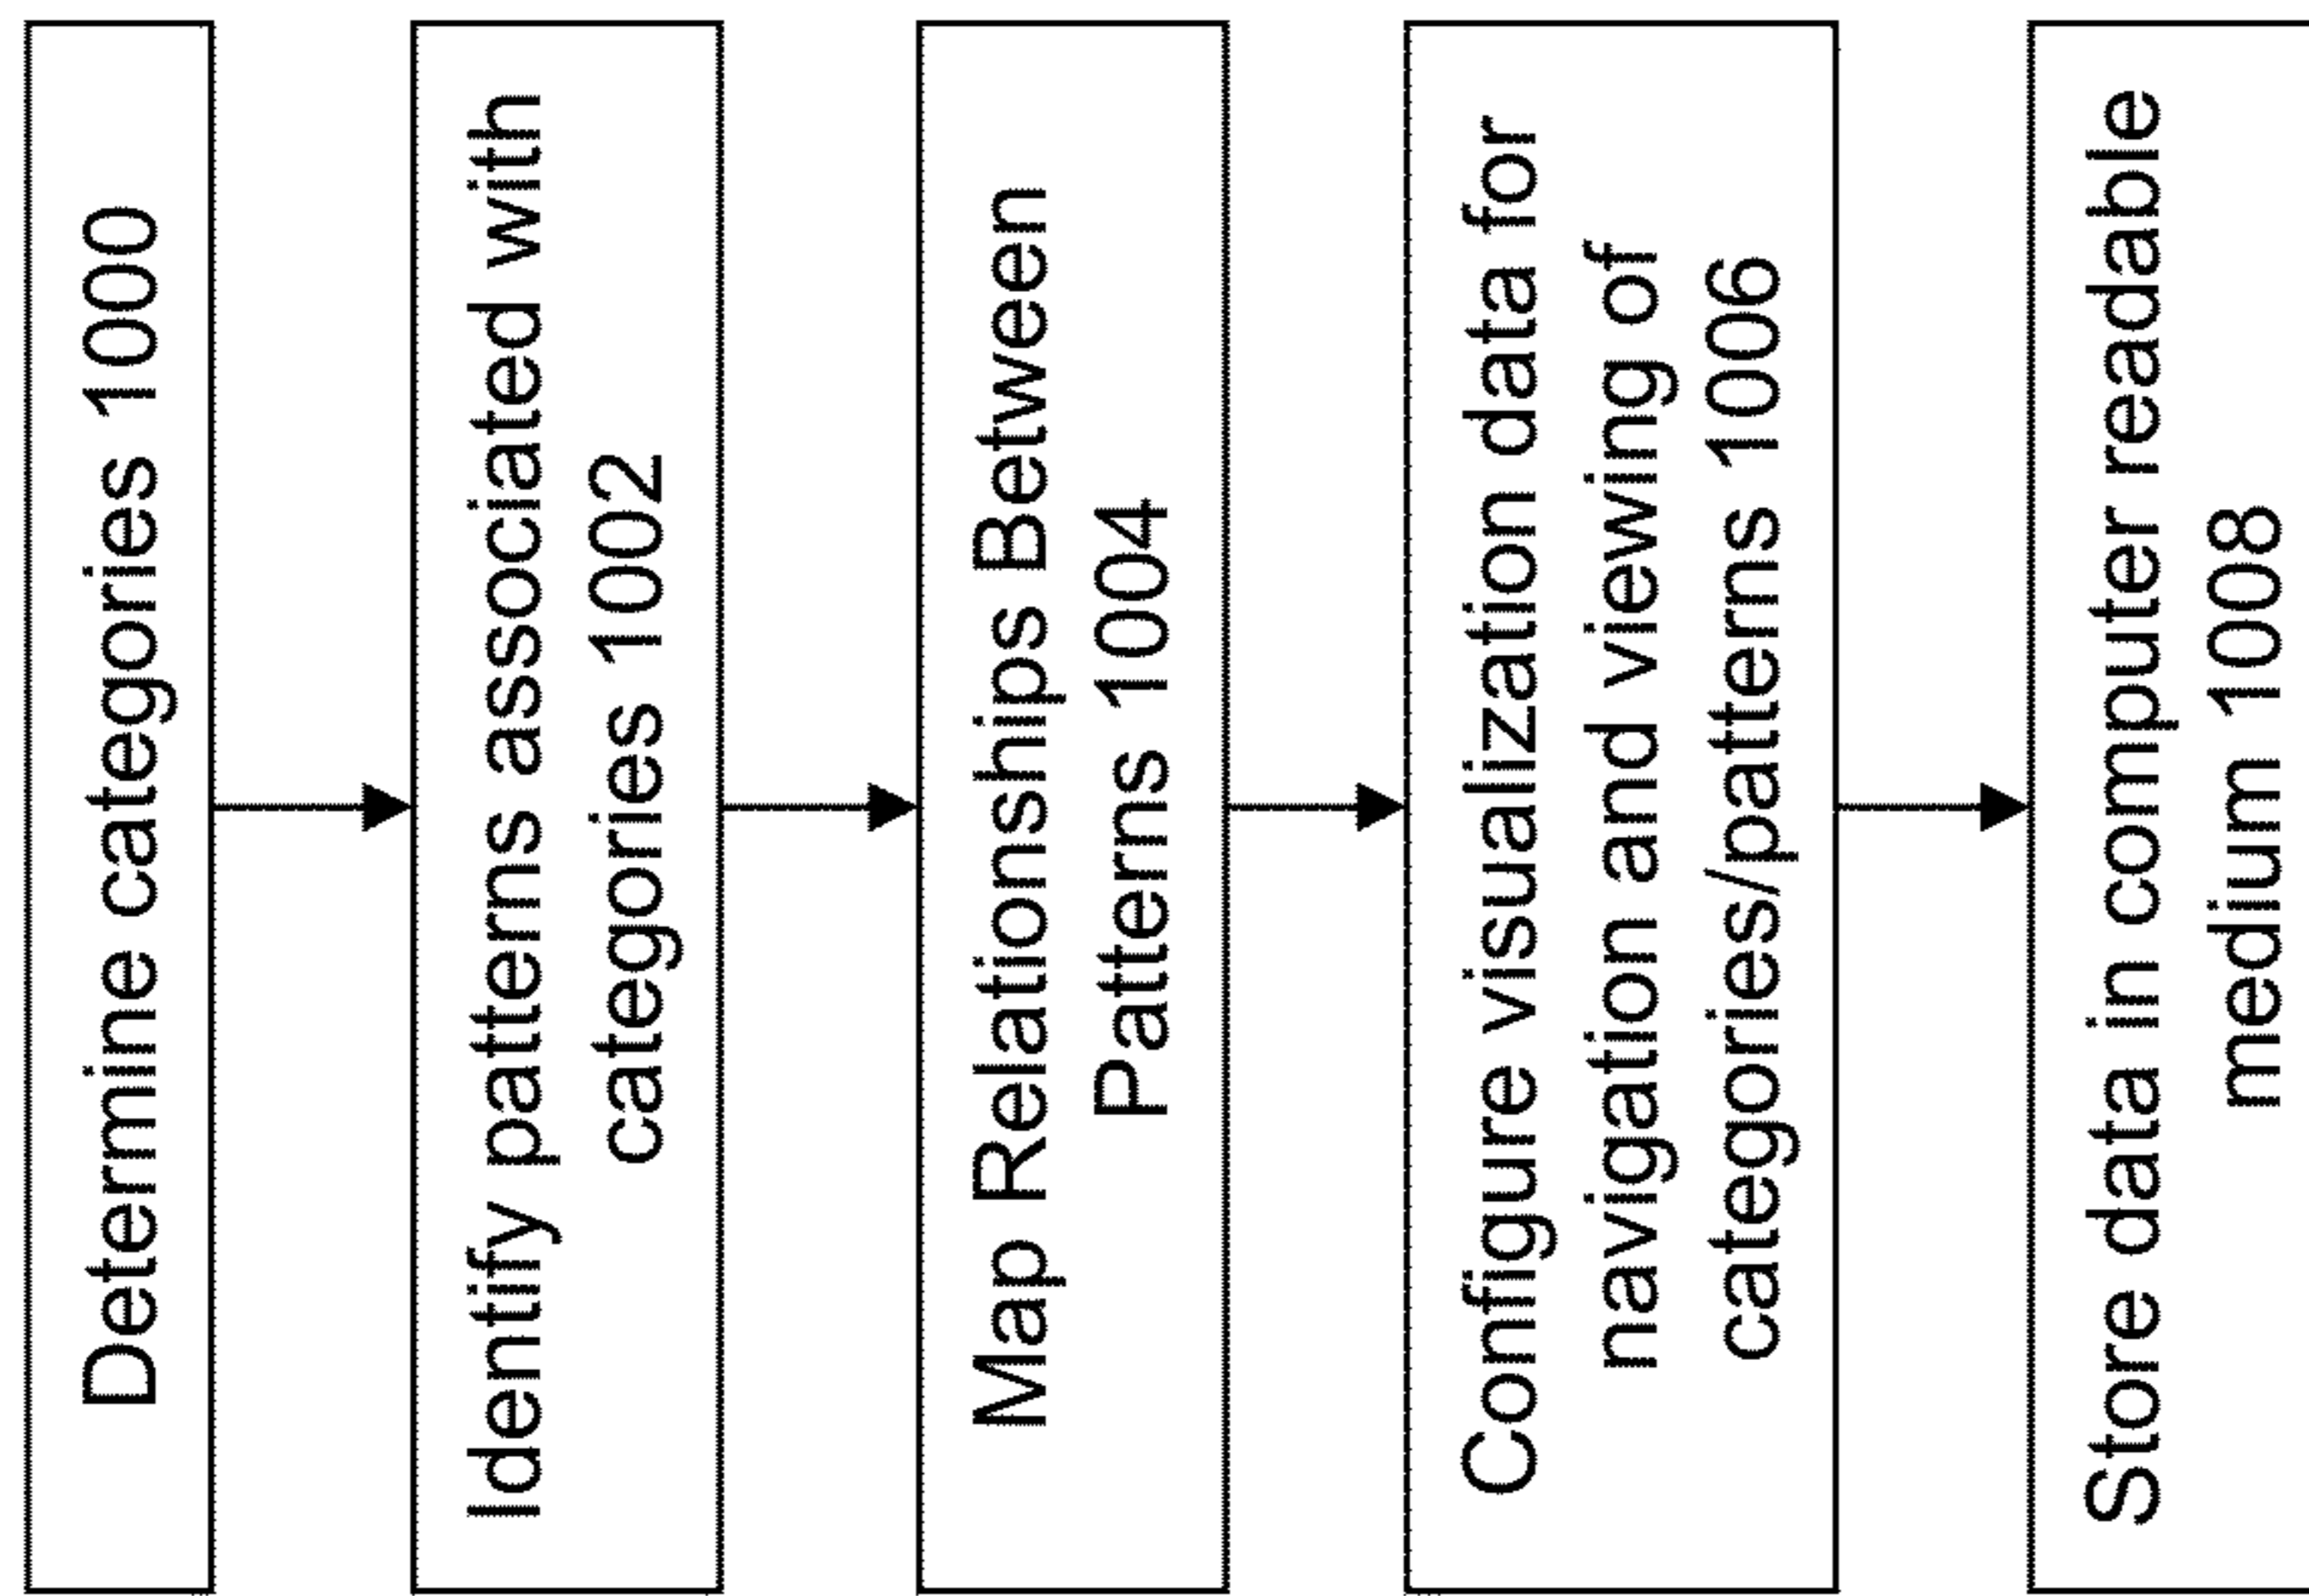 Determine categories 1000
Identify patterns associated with
categories 1002
Map Relationships Between
Patterns 1004
Configure visualization data for
navigation and viewing of
categories/patterns 1006
Store data in computer readable
medium 1008